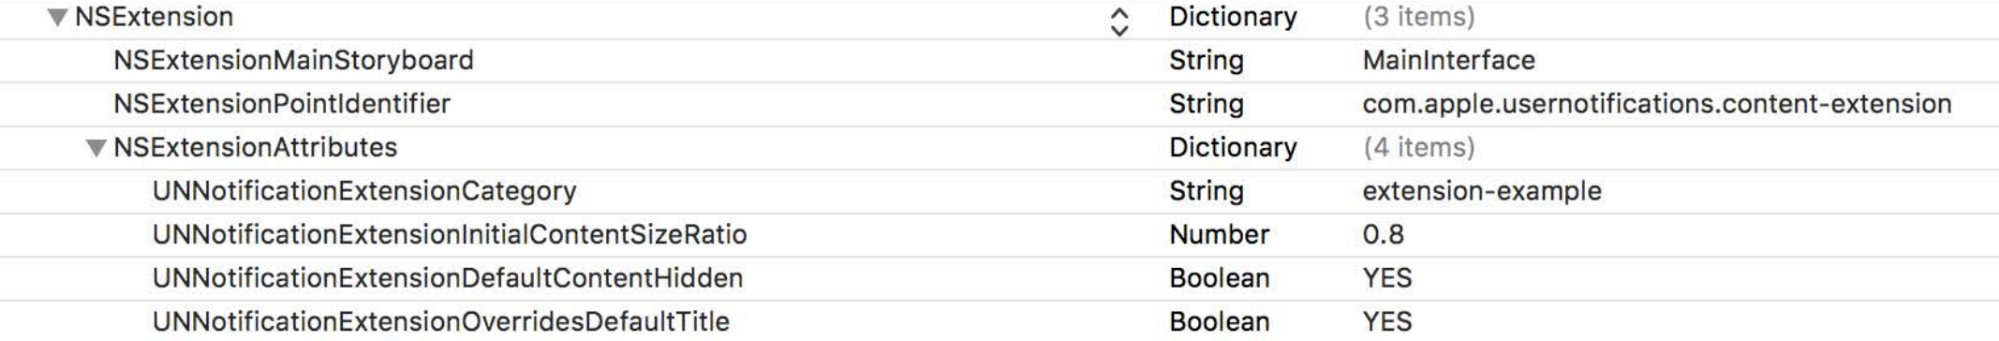 NSExtension Dictionary (3 items)
NSExtensionMainStoryboard String MainInterface
NSExtensionPointIdentifier String com.apple.usernotifications.content-extension
NSExtensionAttributes Dictionary (4 items)
UNNotificationExtensionCategory String extension-example
UNNotificationExtensionInitialContentSizeRatio Number 0.8
UNNotificationExtensionDefaultContentHidden Boolean YES
UNNotificationExtensionOverridesDefaultTitle Boolean YES